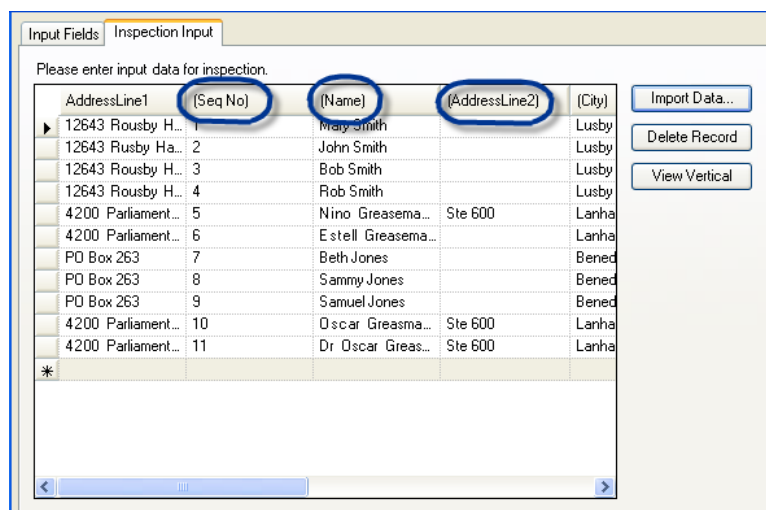 Input Fields Inspection Input
Please enter input data for inspection.
AddressLine1 (Seq No) (Name) (AddressLine2) (City)
12643 Rousby H... 1 Mary Smith Lusby
12643 Rusby Ha... 2 John Smith Lusby
12643 Rousby H... 3 Bob Smith Lusby
12643 Rousby H... 4 Rob Smith Lusby
4200 Parliament... 5 Nino Greasema... Ste 600 Lanha
4200 Parliament... 6 Estell Greasema... Lanha
PO Box 263 7 Beth Jones Bened
PO Box 263 8 Sammy Jones Bened
PO Box 263 9 Samuel Jones Bened
4200 Parliament... 10 Oscar Greasma... Ste 600 Lanha
4200 Parliament... 11 Dr Oscar Greas... Ste 600 Lanha
Import Data...
Delete Record
View Vertical